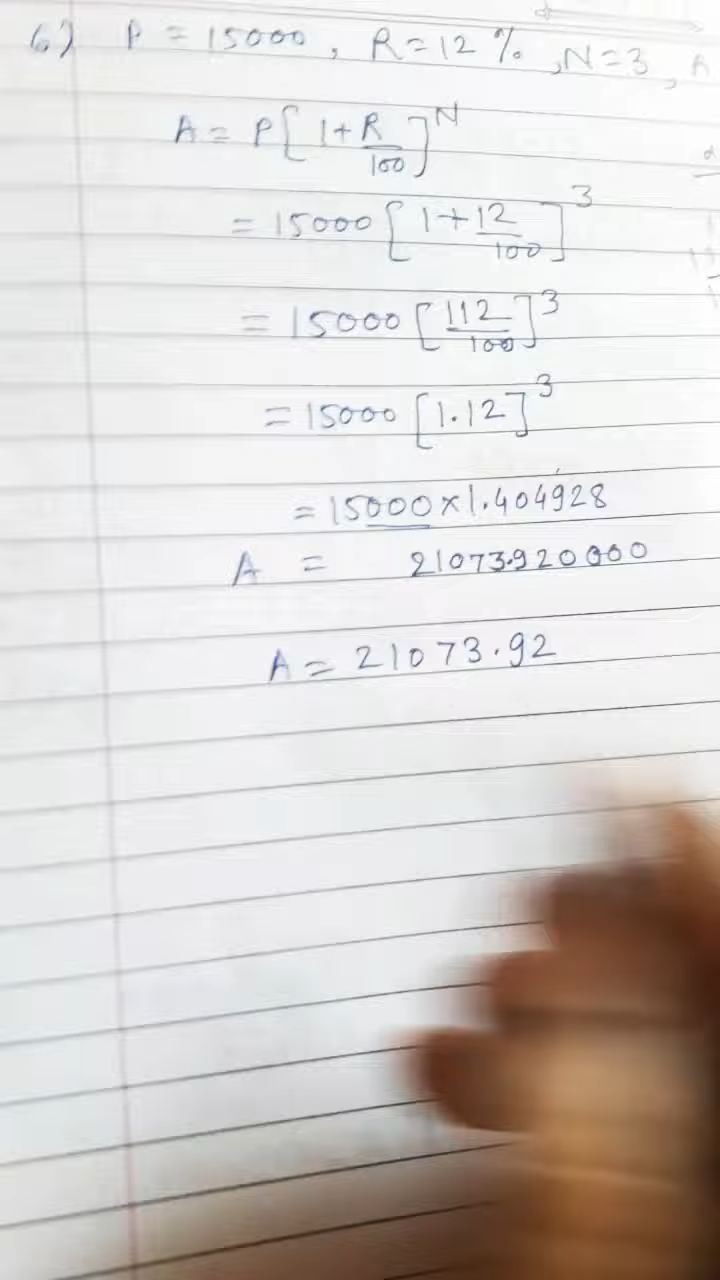 6) P = 15000, R = 12 %, N = 3, A
A = P[1 + R/100]^N
= 15000[1 + 12/100]^3
= 15000[112/100]^3
= 15000[1.12]^3
= 15000 × 1.404928
A = 21073.920000
A = 21073.92